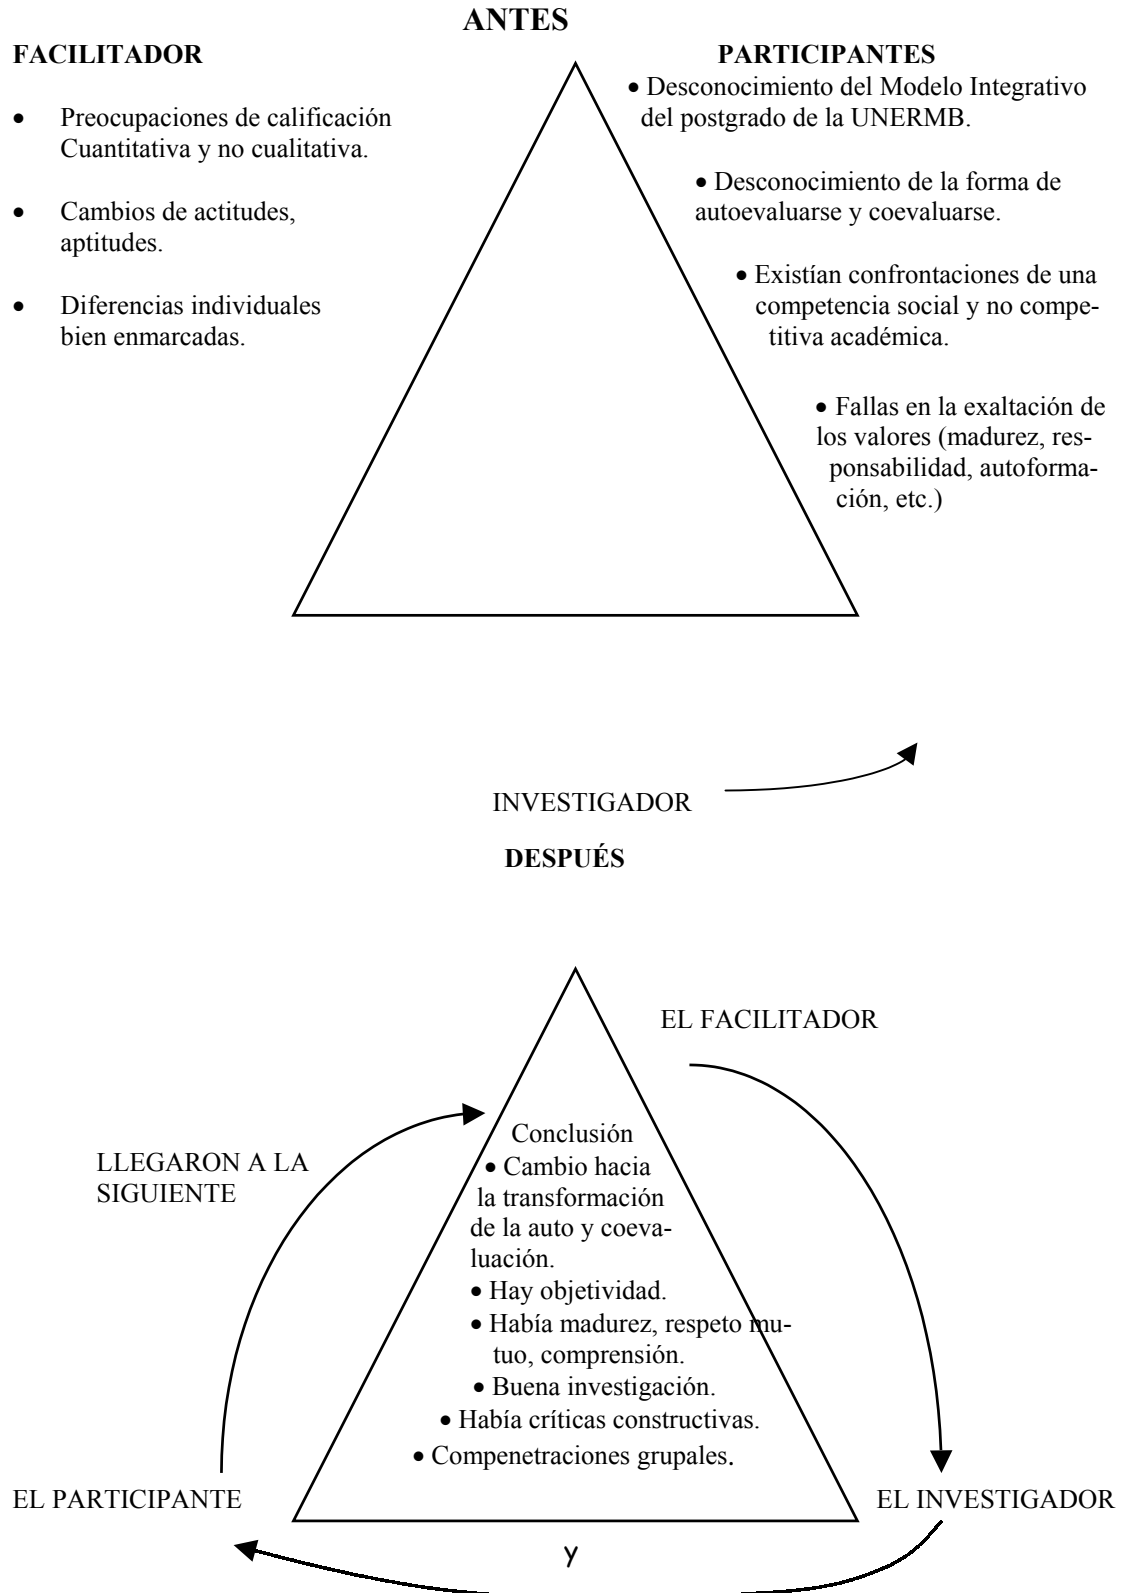 ANTES
FACILITADOR
• Preocupaciones de calificación
Cuantitativa y no cualitativa.
• Cambios de actitudes,
aptitudes.
• Diferencias individuales
bien enmarcadas.
PARTICIPANTES
• Desconocimiento del Modelo Integrativo
del postgrado de la UNERMB.
• Desconocimiento de la forma de
autoevaluarse y coevaluarse.
• Existían confrontaciones de una
competencia social y no compe-
titiva académica.
• Fallas en la exaltación de
los valores (madurez, res-
ponsabilidad, autoforma-
ción, etc.)
INVESTIGADOR
DESPUÉS
EL FACILITADOR
LLEGARON A LA
SIGUIENTE
Conclusión
• Cambio hacia
la transformación
de la auto y coeva-
luación.
• Hay objetividad.
• Había madurez, respeto mu-
tuo, comprensión.
• Buena investigación.
• Había críticas constructivas.
• Compenetraciones grupales.
EL PARTICIPANTE
EL INVESTIGADOR
y